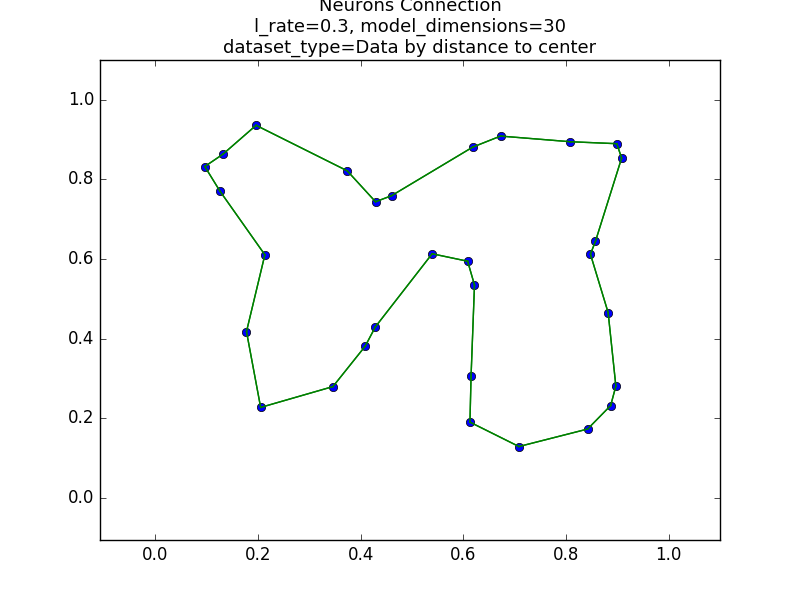 Neurons Connection
l_rate=0.3, model_dimensions=30
dataset_type=Data by distance to center
1.0
0.8
0.6
0.4
0.2
0.0
0.0 0.2 0.4 0.6 0.8 1.0